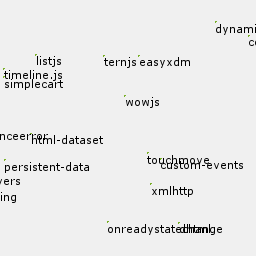 dynami
co
listjs
ternjs
easyxdm
timeline.js
simplecart
wowjs
nceerror
html-dataset
touchmove
custom-events
persistent-data
vers
xmlhttp
ing
onreadystatechange
dhtml